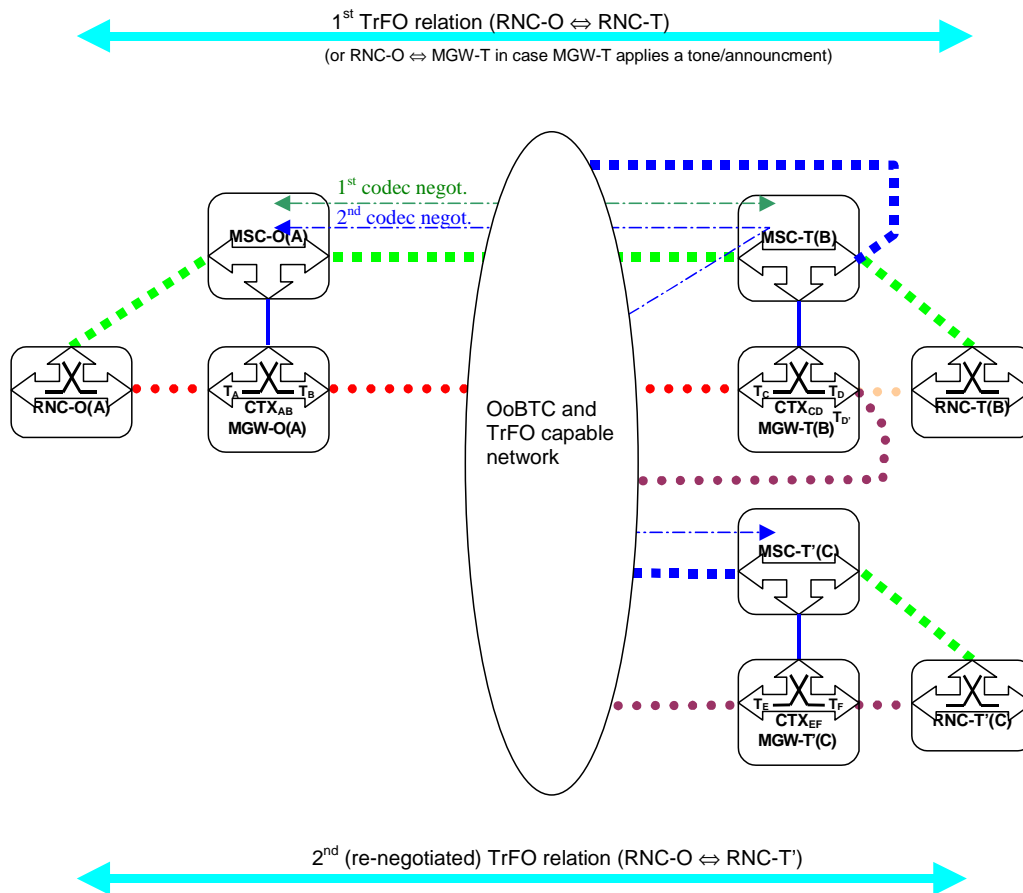 1st TrFO relation (RNC-O ⇔ RNC-T)
(or RNC-O ⇔ MGW-T in case MGW-T applies a tone/announcment)
1st codec negot.
2nd codec negot.
MSC-O(A)
MSC-T(B)
RNC-O(A)
TA
TB
CTXAB
MGW-O(A)
OoBTC and
TrFO capable
network
TC
TD
CTXCD
TD'
MGW-T(B)
RNC-T(B)
MSC-T'(C)
TE
TF
CTXEF
MGW-T'(C)
RNC-T'(C)
2nd (re-negotiated) TrFO relation (RNC-O ⇔ RNC-T')